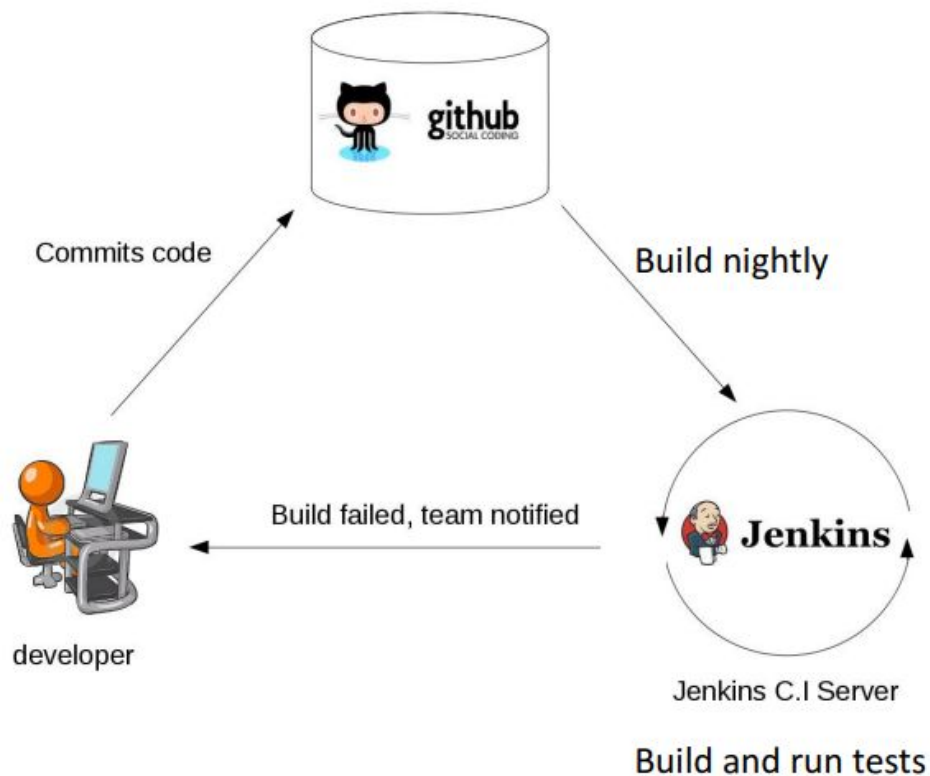 github
SOCIAL CODING
Commits code
Build nightly
Build failed, team notified
Jenkins
developer
Jenkins C.I Server
Build and run tests